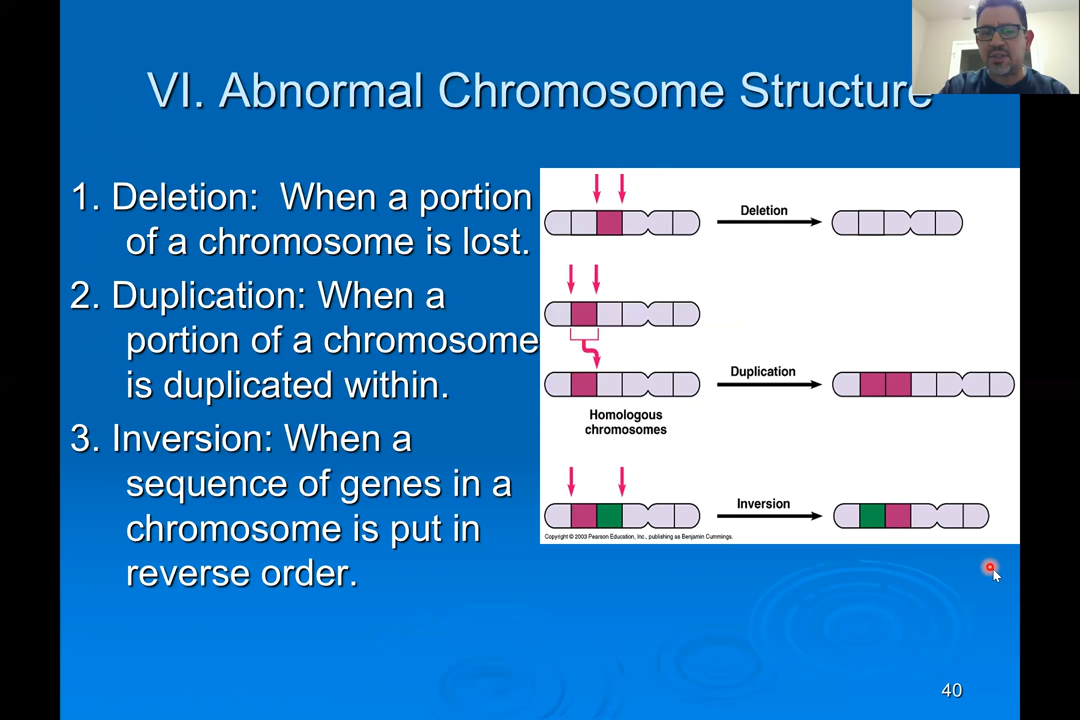 VI. Abnormal Chromosome Structure
1. Deletion: When a portion
of a chromosome is lost.
2. Duplication: When a
portion of a chromosome
is duplicated within.
3. Inversion: When a
sequence of genes in a
chromosome is put in
reverse order.
Deletion
Duplication
Homologous
chromosomes
Inversion
Copyright © 2003 Pearson Education, Inc., publishing as Benjamin Cummings.
40